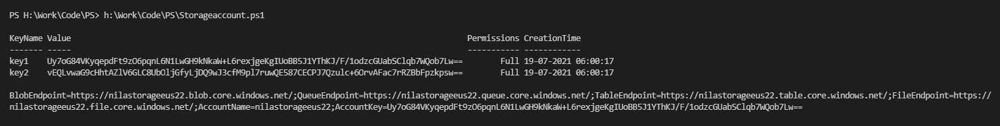 PS H:\Work\Code\PS> h:\Work\Code\PS\Storageaccount.ps1
KeyName Value Permissions CreationTime
------- ----- ----------- ------------
key1 Uy7oG84VKyqepdFt9zO6pqnL6N1LwGH9kNkaW+L6rexjgeKgIUoBB5J1YThKJ/F/1odzcGUabSClqb7WQob7Lw== Full 19-07-2021 06:00:17
key2 vEQLvwaG9cHhtAZlV6GLC8UbOljGfyLjDQ9wJ3cfM9pl7ruwQE587CECPJ7Qzulc+6OrvAFac7rRZBbFpzkpsw== Full 19-07-2021 06:00:17
BlobEndpoint=https://nilastorageeus22.blob.core.windows.net/;QueueEndpoint=https://nilastorageeus22.queue.core.windows.net/;TableEndpoint=https://nilastorageeus22.table.core.windows.net/;FileEndpoint=https://
nilastorageeus22.file.core.windows.net/;AccountName=nilastorageeus22;AccountKey=Uy7oG84VKyqepdFt9zO6pqnL6N1LwGH9kNkaW+L6rexjgeKgIUoBB5J1YThKJ/F/1odzcGUabSClqb7WQob7Lw==